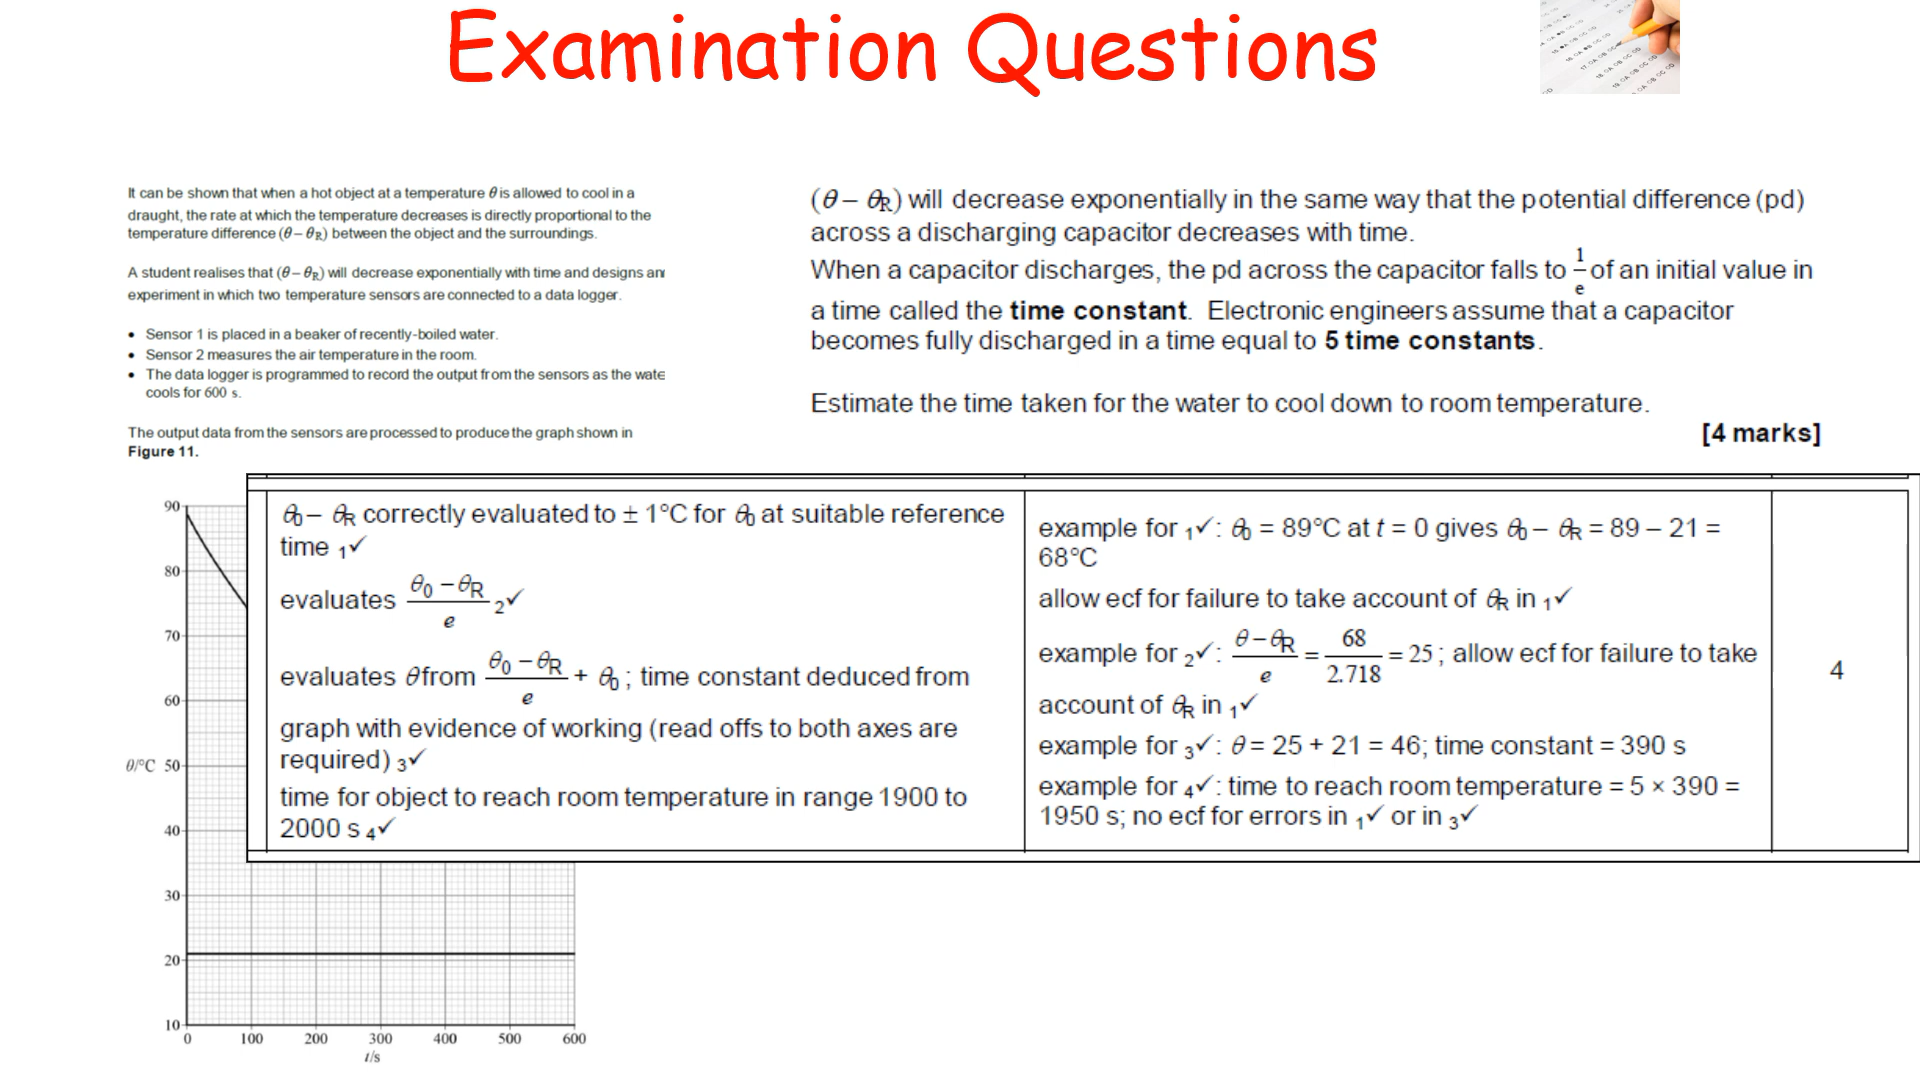 Examination Questions
It can be shown that when a hot object at a temperature θ is allowed to cool in a
draught, the rate at which the temperature decreases is directly proportional to the
temperature difference (θ – θR) between the object and the surroundings.
A student realises that (θ – θR) will decrease exponentially with time and designs an
experiment in which two temperature sensors are connected to a data logger.
• Sensor 1 is placed in a beaker of recently-boiled water.
• Sensor 2 measures the air temperature in the room.
• The data logger is programmed to record the output from the sensors as the wate
cools for 600 s.
The output data from the sensors are processed to produce the graph shown in
Figure 11.
(θ – θR) will decrease exponentially in the same way that the potential difference (pd)
across a discharging capacitor decreases with time.
When a capacitor discharges, the pd across the capacitor falls to 1/e of an initial value in
a time called the time constant. Electronic engineers assume that a capacitor
becomes fully discharged in a time equal to 5 time constants.
Estimate the time taken for the water to cool down to room temperature.
[4 marks]
θ0 – θR correctly evaluated to ± 1°C for θ0 at suitable reference
time 1✓
evaluates (θ0 – θR)/e 2✓
evaluates θ from (θ0 – θR)/e + θ0 ; time constant deduced from
graph with evidence of working (read offs to both axes are
required) 3✓
time for object to reach room temperature in range 1900 to
2000 s 4✓
example for 1✓: θ0 = 89°C at t = 0 gives θ0 – θR = 89 – 21 =
68°C
allow ecf for failure to take account of θR in 1✓
example for 2✓: (θ – θR)/e = 68/2.718 = 25 ; allow ecf for failure to take
account of θR in 1✓
example for 3✓: θ = 25 + 21 = 46; time constant = 390 s
example for 4✓: time to reach room temperature = 5 × 390 =
1950 s; no ecf for errors in 1✓ or in 3✓
4
90
80
70
60
θ/°C 50
40
30
20
10
0 100 200 300 400 500 600
t/s